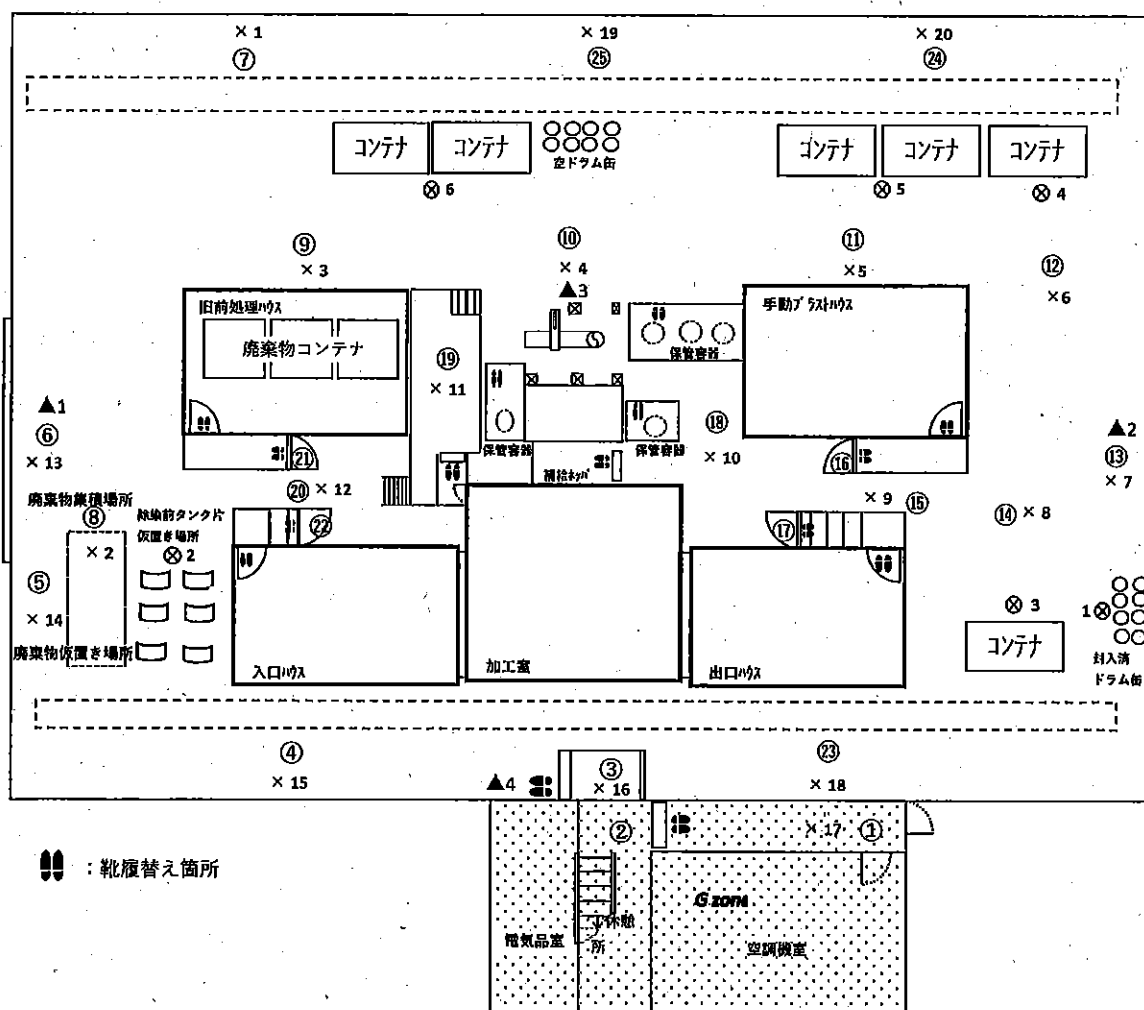 × 1
× 19
× 20
⑦
㉕
㉔
コンテナ
コンテナ
空ドラム缶
コンテナ
コンテナ
コンテナ
⊗ 6
⊗ 5
⊗ 4
⑨
⑩
⑪
⑫
× 3
× 4
× 5
× 6
▲3
旧前処理ハウス
手動ブラストハウス
廃棄物コンテナ
保管容器
⑲
× 11
▲1
⑥
× 13
⑱
× 10
▲2
⑬
× 7
㉑
保管容器
保管容器
⑯
補給ホッパ
⑳
× 12
× 9
⑮
⑭
× 8
廃棄物集積場所
⑧
× 2
除染前タンク片
仮置き場所
⊗ 2
㉒
⑰
⑤
× 14
⊗ 3
1 ⊗
コンテナ
廃棄物仮置き場所
入口ハウス
加工室
出口ハウス
封入済
ドラム缶
④
× 15
▲4
③
× 16
㉓
× 18
②
× 17
①
:靴履替え箇所
G zone
電気品室
休憩
所
空調機室